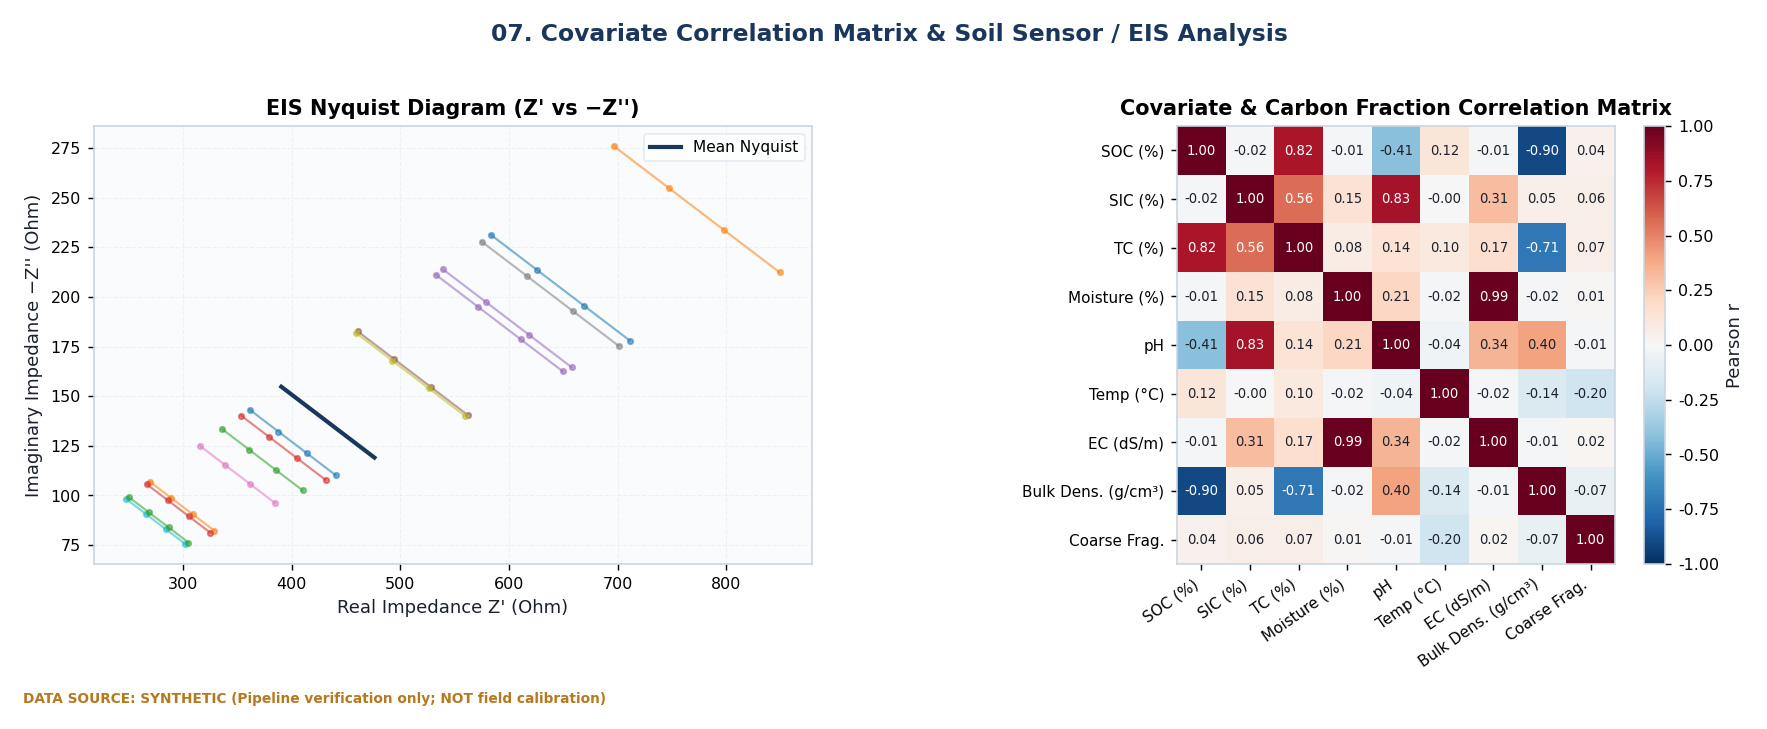 07. Covariate Correlation Matrix & Soil Sensor / EIS Analysis
EIS Nyquist Diagram (Z' vs −Z'')
Mean Nyquist
275
250
225
200
175
150
125
100
75
Imaginary Impedance −Z'' (Ohm)
300 400 500 600 700 800
Real Impedance Z' (Ohm)
Covariate & Carbon Fraction Correlation Matrix
SOC (%) 1.00 -0.02 0.82 -0.01 -0.41 0.12 -0.01 -0.90 0.04
SIC (%) -0.02 1.00 0.56 0.15 0.83 -0.00 0.31 0.05 0.06
TC (%) 0.82 0.56 1.00 0.08 0.14 0.10 0.17 -0.71 0.07
Moisture (%) -0.01 0.15 0.08 1.00 0.21 -0.02 0.99 -0.02 0.01
pH -0.41 0.83 0.14 0.21 1.00 -0.04 0.34 0.40 -0.01
Temp (°C) 0.12 -0.00 0.10 -0.02 -0.04 1.00 -0.02 -0.14 -0.20
EC (dS/m) -0.01 0.31 0.17 0.99 0.34 -0.02 1.00 -0.01 0.02
Bulk Dens. (g/cm³) -0.90 0.05 -0.71 -0.02 0.40 -0.14 -0.01 1.00 -0.07
Coarse Frag. 0.04 0.06 0.07 0.01 -0.01 -0.20 0.02 -0.07 1.00
SOC (%) SIC (%) TC (%) Moisture (%) pH Temp (°C) EC (dS/m) Bulk Dens. (g/cm³) Coarse Frag.
1.00
0.75
0.50
0.25
0.00
-0.25
-0.50
-0.75
-1.00
Pearson r
DATA SOURCE: SYNTHETIC (Pipeline verification only; NOT field calibration)